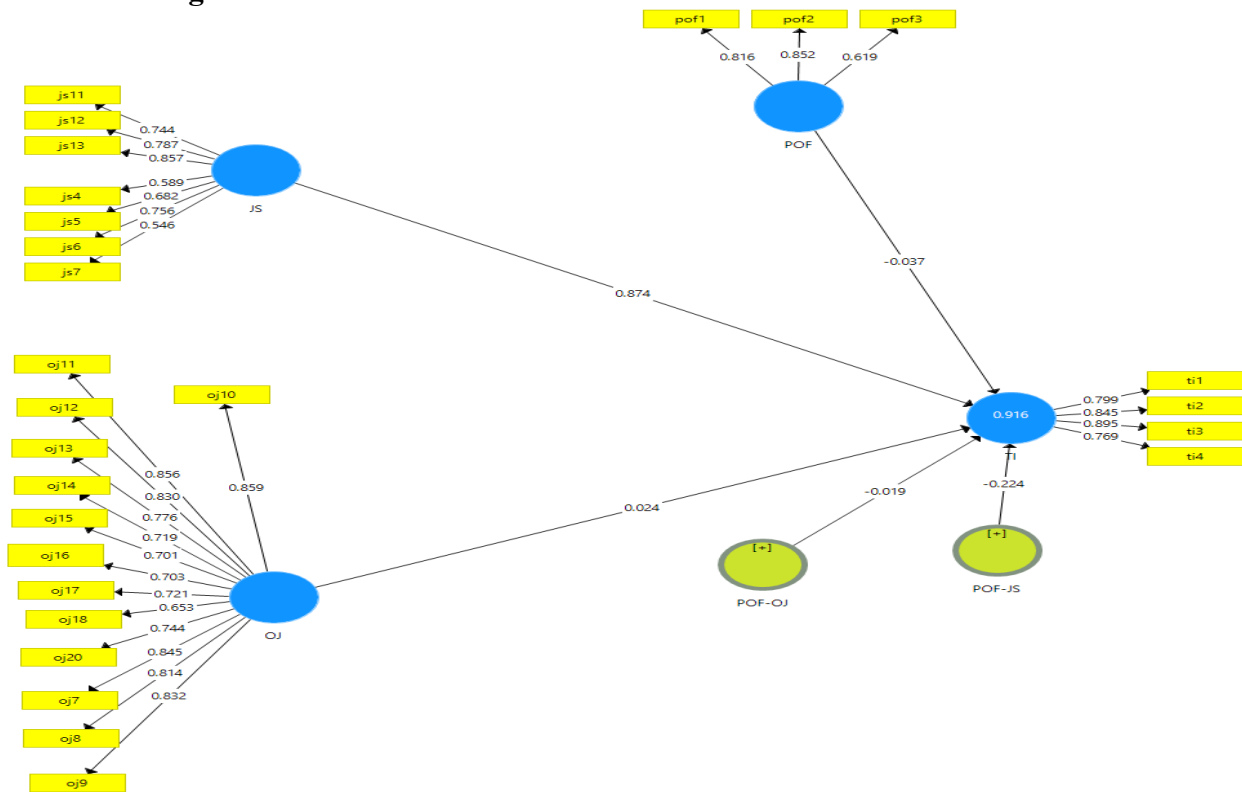 g
pof1
pof2
pof3
0.816
0.852
0.619
POF
js11
js12
js13
js4
js5
js6
js7
0.744
0.787
0.857
0.589
0.682
0.756
0.546
JS
-0.037
0.874
oj11
oj10
oj12
oj13
oj14
oj15
oj16
oj17
oj18
oj20
oj7
oj8
oj9
0.856
0.859
0.830
0.776
0.719
0.701
0.703
0.721
0.653
0.744
0.845
0.814
0.832
OJ
0.024
0.916
TI
ti1
ti2
ti3
ti4
0.799
0.845
0.895
0.769
-0.019
-0.224
[+]
POF-OJ
[+]
POF-JS